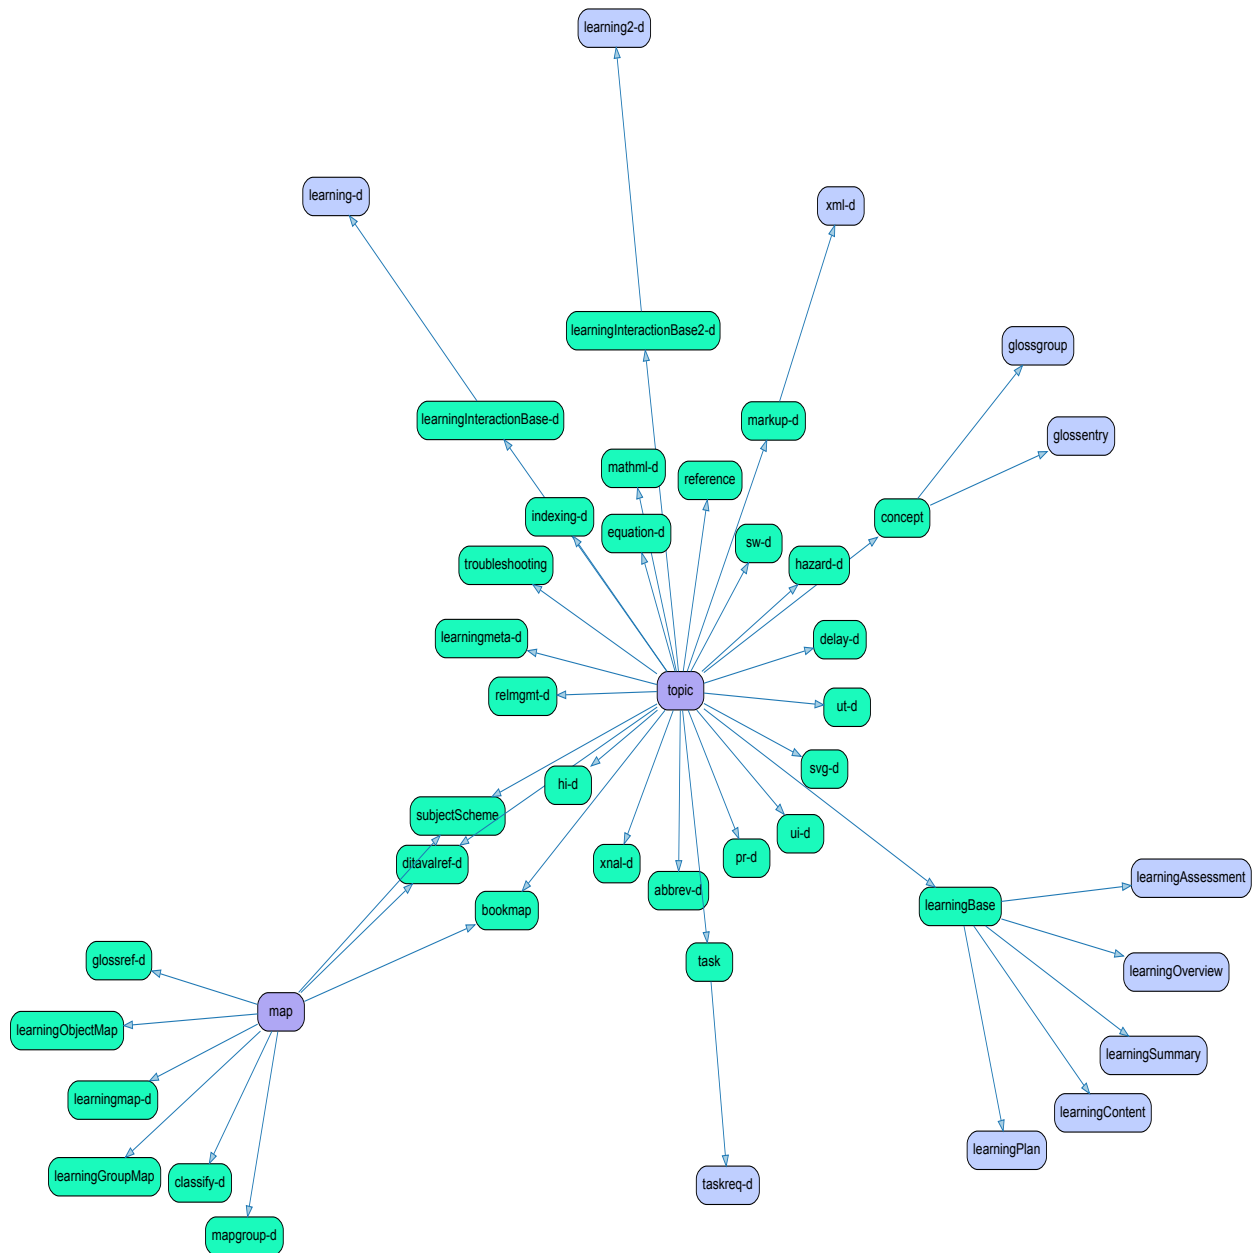 learning2-d
learning-d
xml-d
learningInteractionBase2-d
glossgroup
learningInteractionBase-d
markup-d
glossentry
mathml-d
reference
indexing-d
equation-d
concept
sw-d
troubleshooting
hazard-d
learningmeta-d
delay-d
relmgmt-d
topic
ut-d
svg-d
hi-d
subjectScheme
ui-d
ditavalref-d
xnal-d
pr-d
learningAssessment
abbrev-d
bookmap
learningBase
glossref-d
task
learningOverview
map
learningObjectMap
learningSummary
learningmap-d
learningContent
learningPlan
learningGroupMap
classify-d
taskreq-d
mapgroup-d